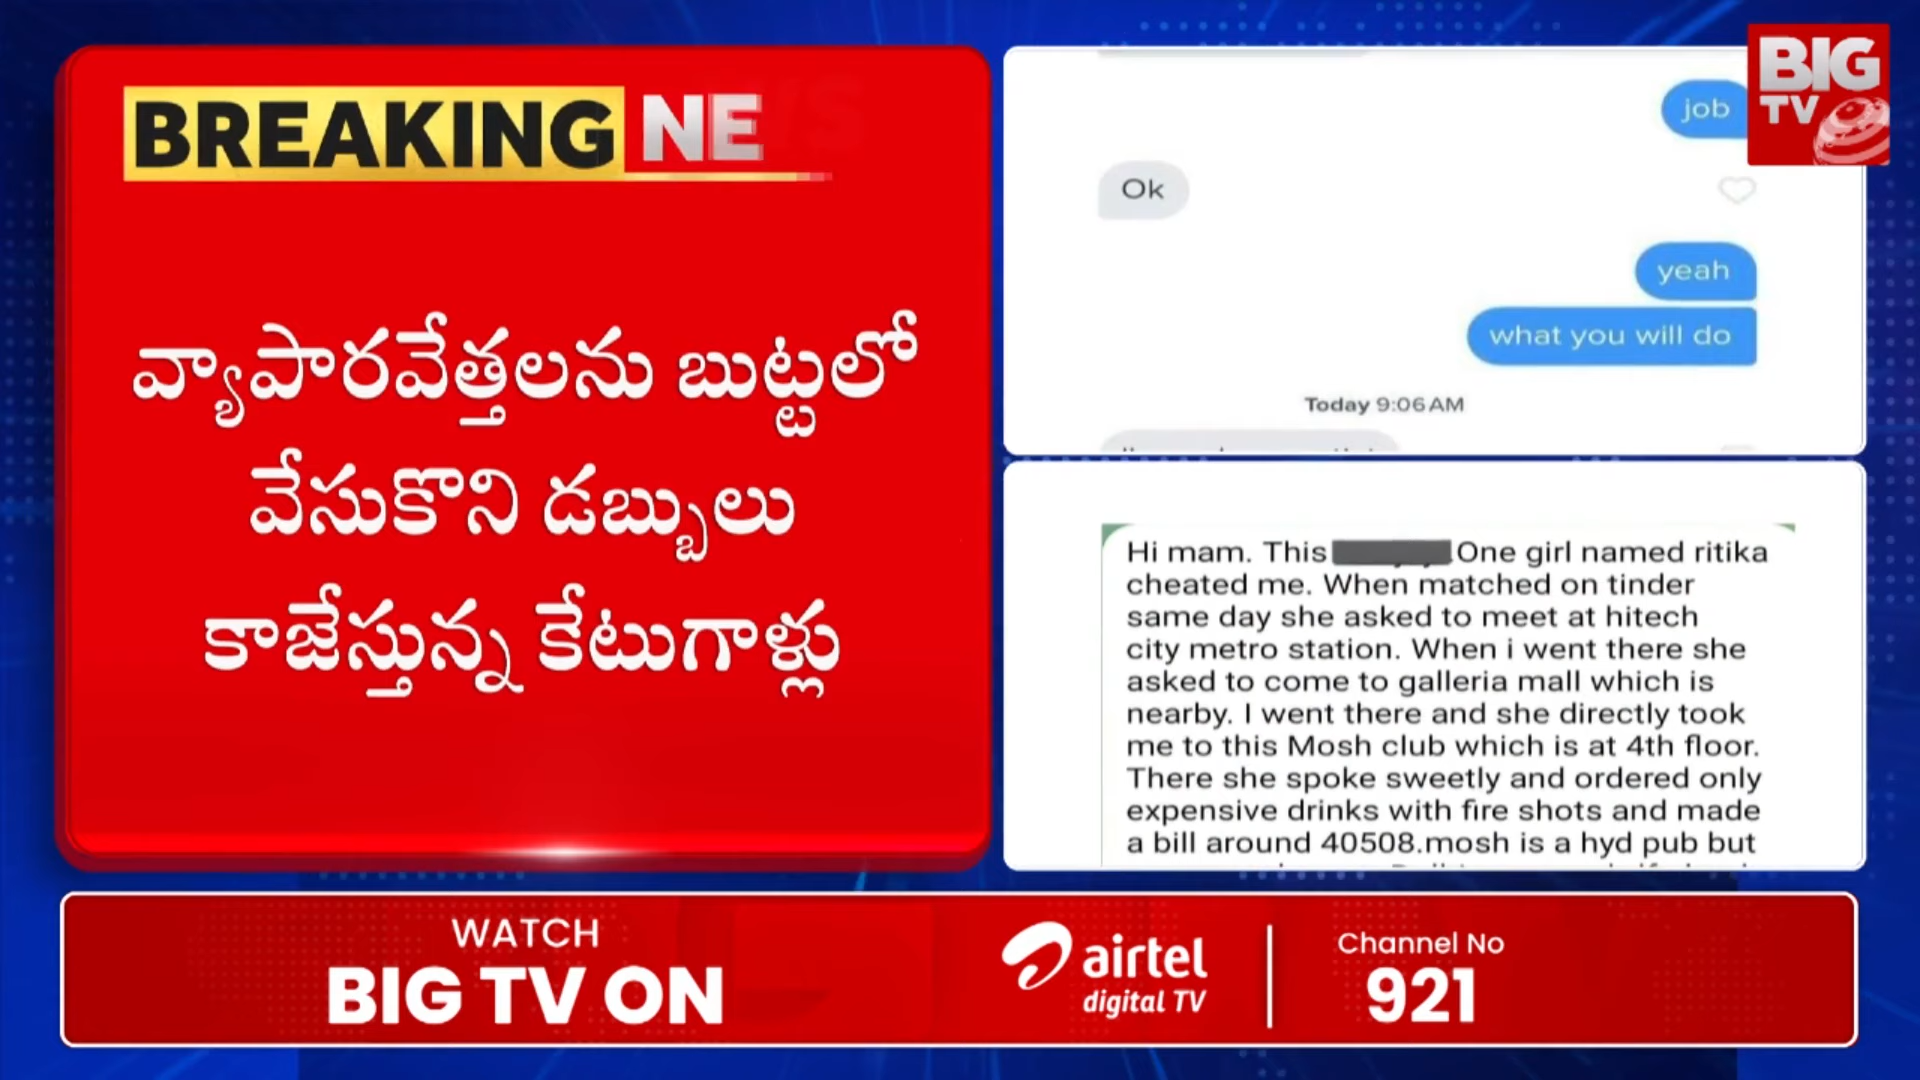 BREAKING NEWS
వ్యాపారవేత్తలను బుట్టలో
వేసుకొని డబ్బులు
కాజేస్తున్న కేటుగాళ్లు
BIG
TV
job
Ok
yeah
what you will do
Today 9:06 AM
Hi mam. This One girl named ritika
cheated me. When matched on tinder
same day she asked to meet at hitech
city metro station. When i went there she
asked to come to galleria mall which is
nearby. I went there and she directly took
me to this Mosh club which is at 4th floor.
There she spoke sweetly and ordered only
expensive drinks with fire shots and made
a bill around 40508.mosh is a hyd pub but
WATCH
BIG TV ON
airtel
digital TV
Channel No
921